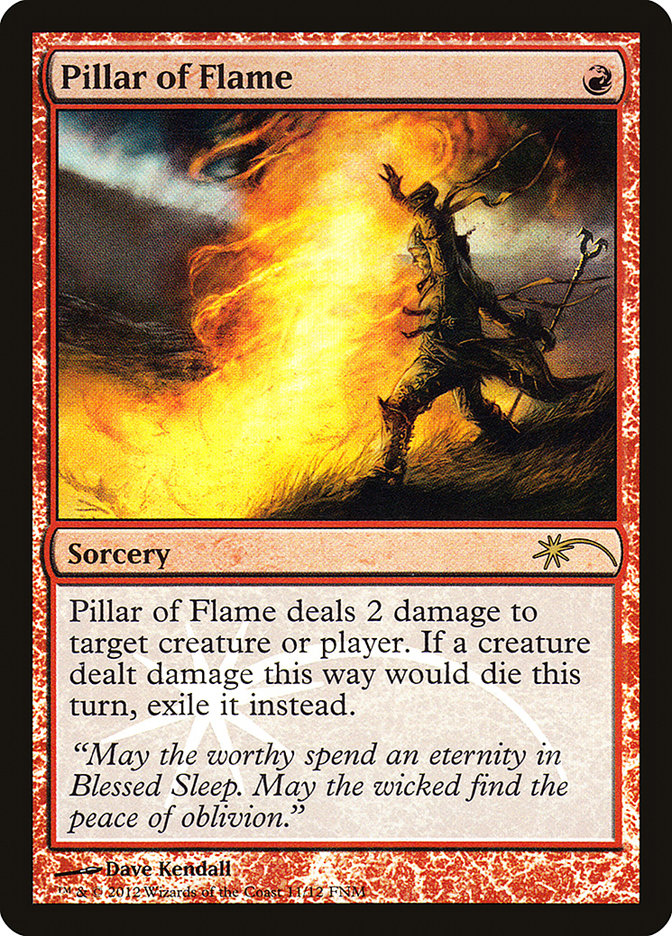 Pillar of Flame
Sorcery
Pillar of Flame deals 2 damage to
target creature or player. If a creature
dealt damage this way would die this
turn, exile it instead.
“May the worthy spend an eternity in
Blessed Sleep. May the wicked find the
peace of oblivion.”
Dave Kendall
™ & © 2012 Wizards of the Coast 11/12 FNM